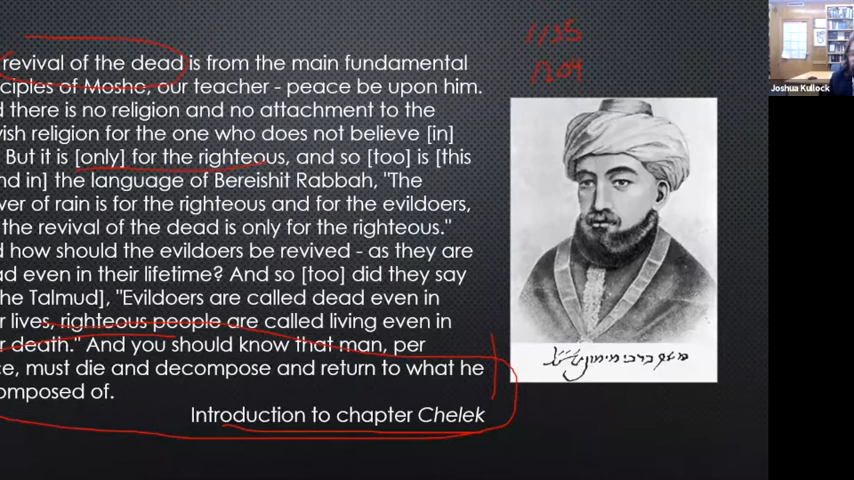 1135
1204
revival of the dead is from the main fundamental
ciples of Moshe, our teacher - peace be upon him.
d there is no religion and no attachment to the
vish religion for the one who does not believe [in]
But it is [only] for the righteous, and so [too] is [this
nd in] the language of Bereishit Rabbah, "The
ver of rain is for the righteous and for the evildoers,
the revival of the dead is only for the righteous."
d how should the evildoers be revived - as they are
ad even in their lifetime? And so [too] did they say
he Talmud], "Evildoers are called dead even in
r lives, righteous people are called living even in
r death." And you should know that man, per
ce, must die and decompose and return to what he
omposed of.
Introduction to chapter Chelek
Joshua Kullock